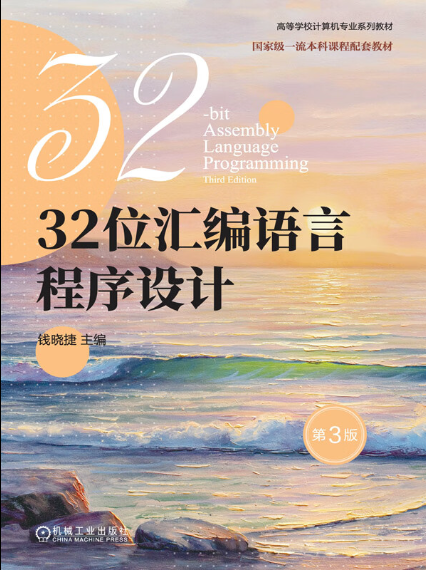 高等学校计算机专业系列教材
国家级一流本科课程配套教材
32
-bit
Assembly
Language
Programming
Third Edition
32位汇编语言
程序设计
钱晓捷 主编
第3版
机械工业出版社
CHINA MACHINE PRESS